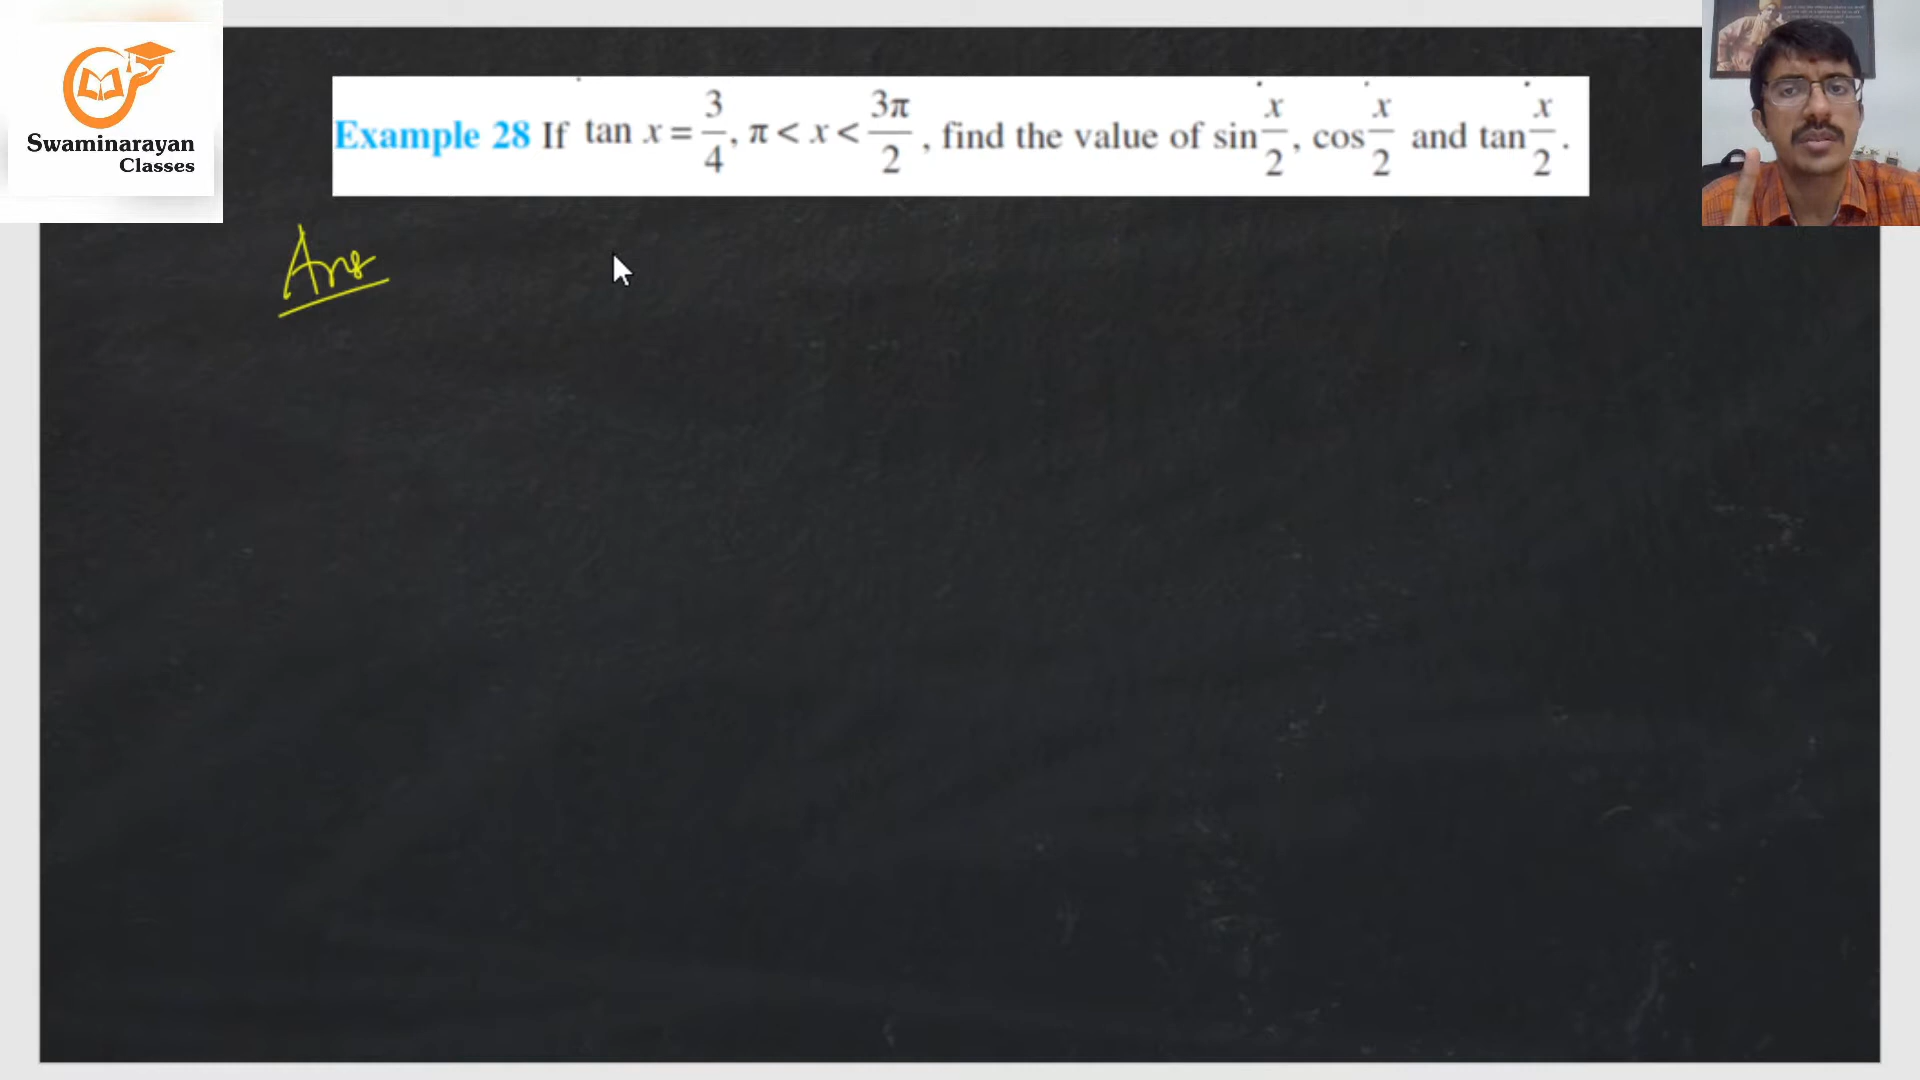 Swaminarayan
Classes
Example 28 If tan x = 3/4, π < x < 3π/2, find the value of sin x/2, cos x/2 and tan x/2.
Ans